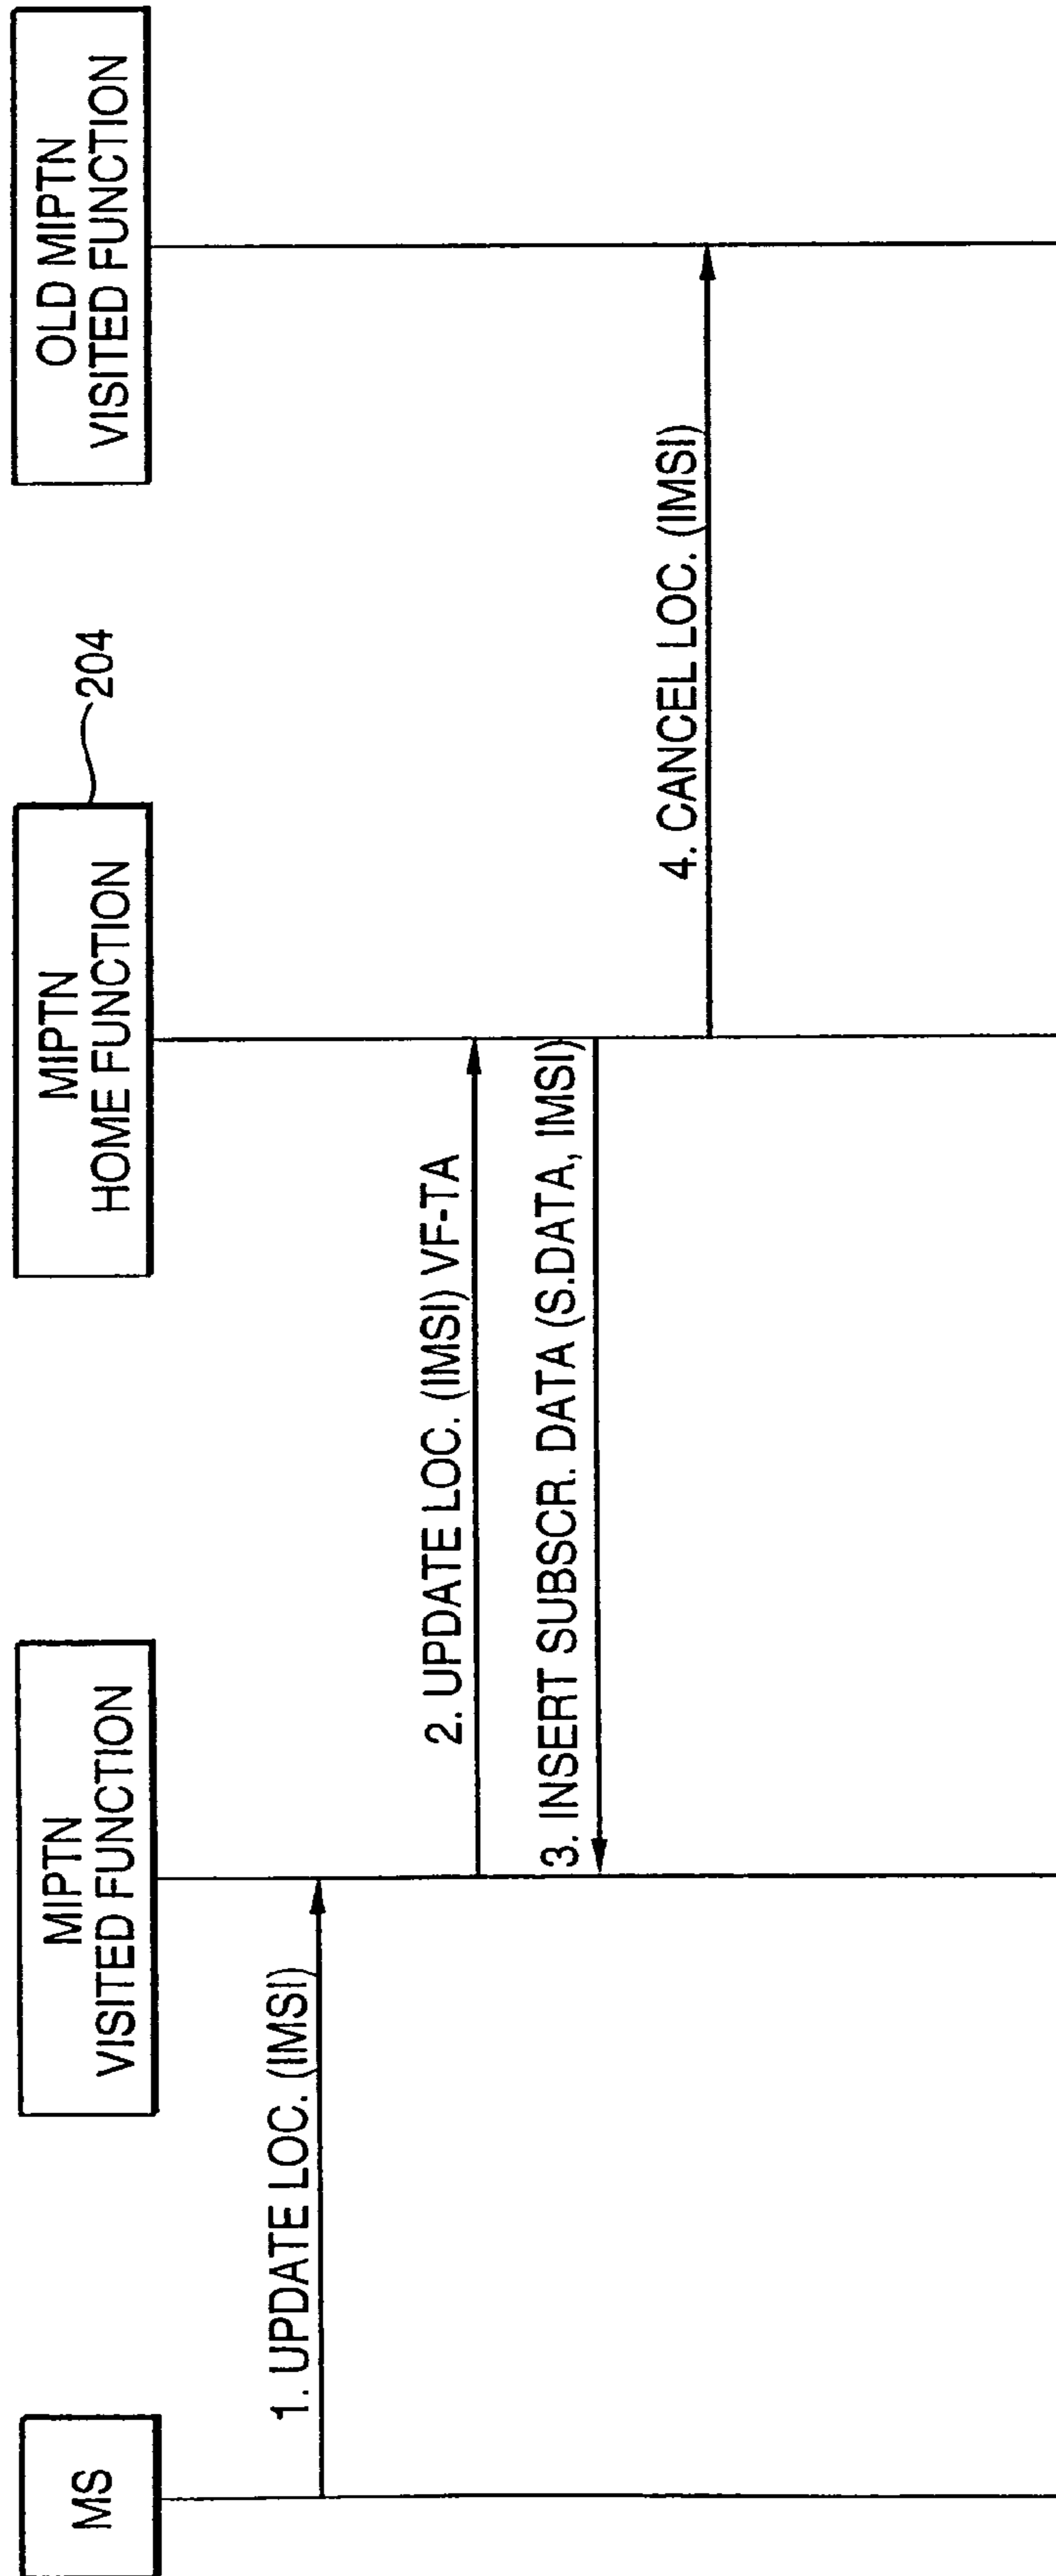 MS
MIPTN
VISITED FUNCTION
MIPTN
HOME FUNCTION
204
OLD MIPTN
VISITED FUNCTION
1. UPDATE LOC. (IMSI)
2. UPDATE LOC. (IMSI) VF-TA
3. INSERT SUBSCR. DATA (S.DATA, IMSI)
4. CANCEL LOC. (IMSI)